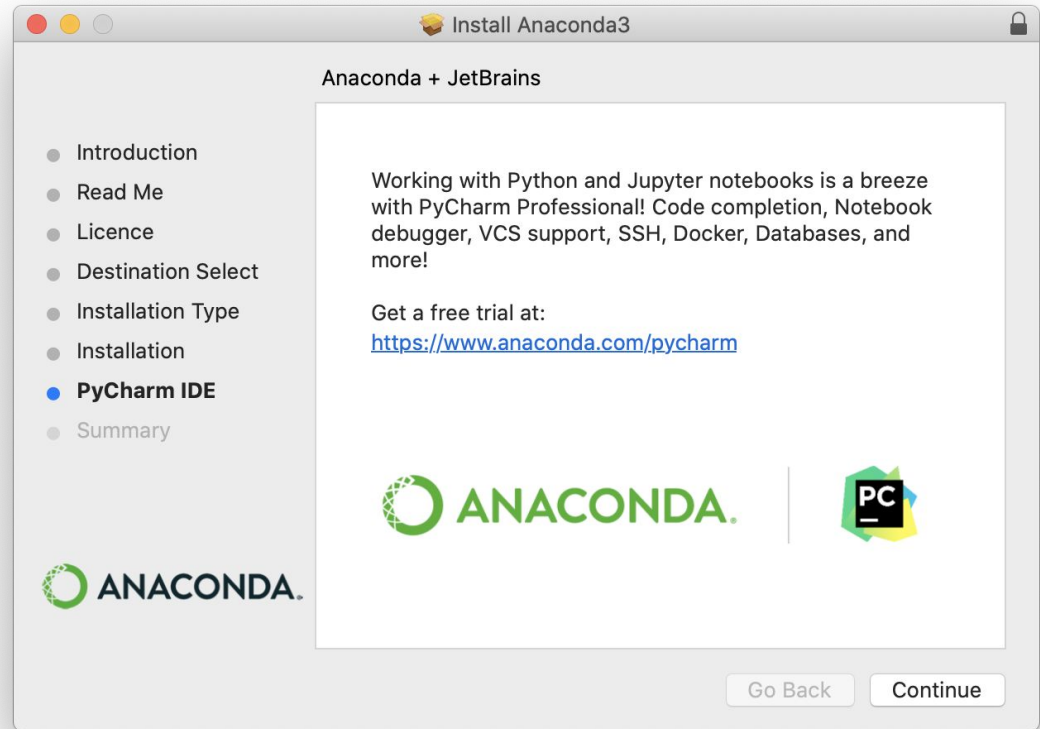 Install Anaconda3
Anaconda + JetBrains
Introduction
Read Me
Licence
Destination Select
Installation Type
Installation
PyCharm IDE
Summary
ANACONDA.
Working with Python and Jupyter notebooks is a breeze
with PyCharm Professional! Code completion, Notebook
debugger, VCS support, SSH, Docker, Databases, and
more!
Get a free trial at:
https://www.anaconda.com/pycharm
ANACONDA.
PC
Go Back
Continue